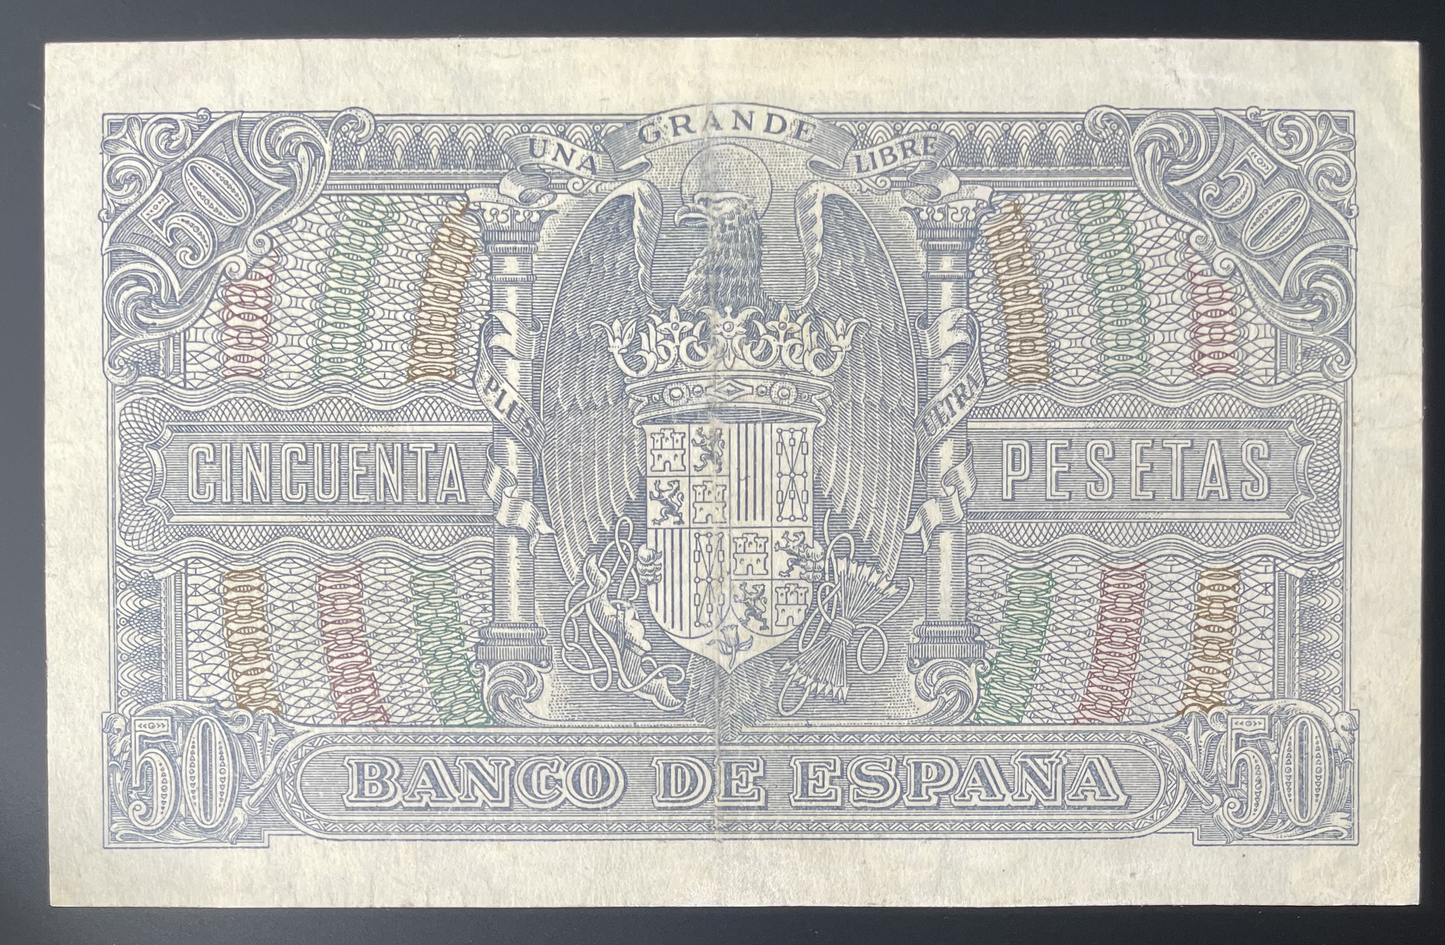 UNA GRANDE LIBRE
50 50
PLUS ULTRA
CINCUENTA PESETAS
50 BANCO DE ESPAÑA 50